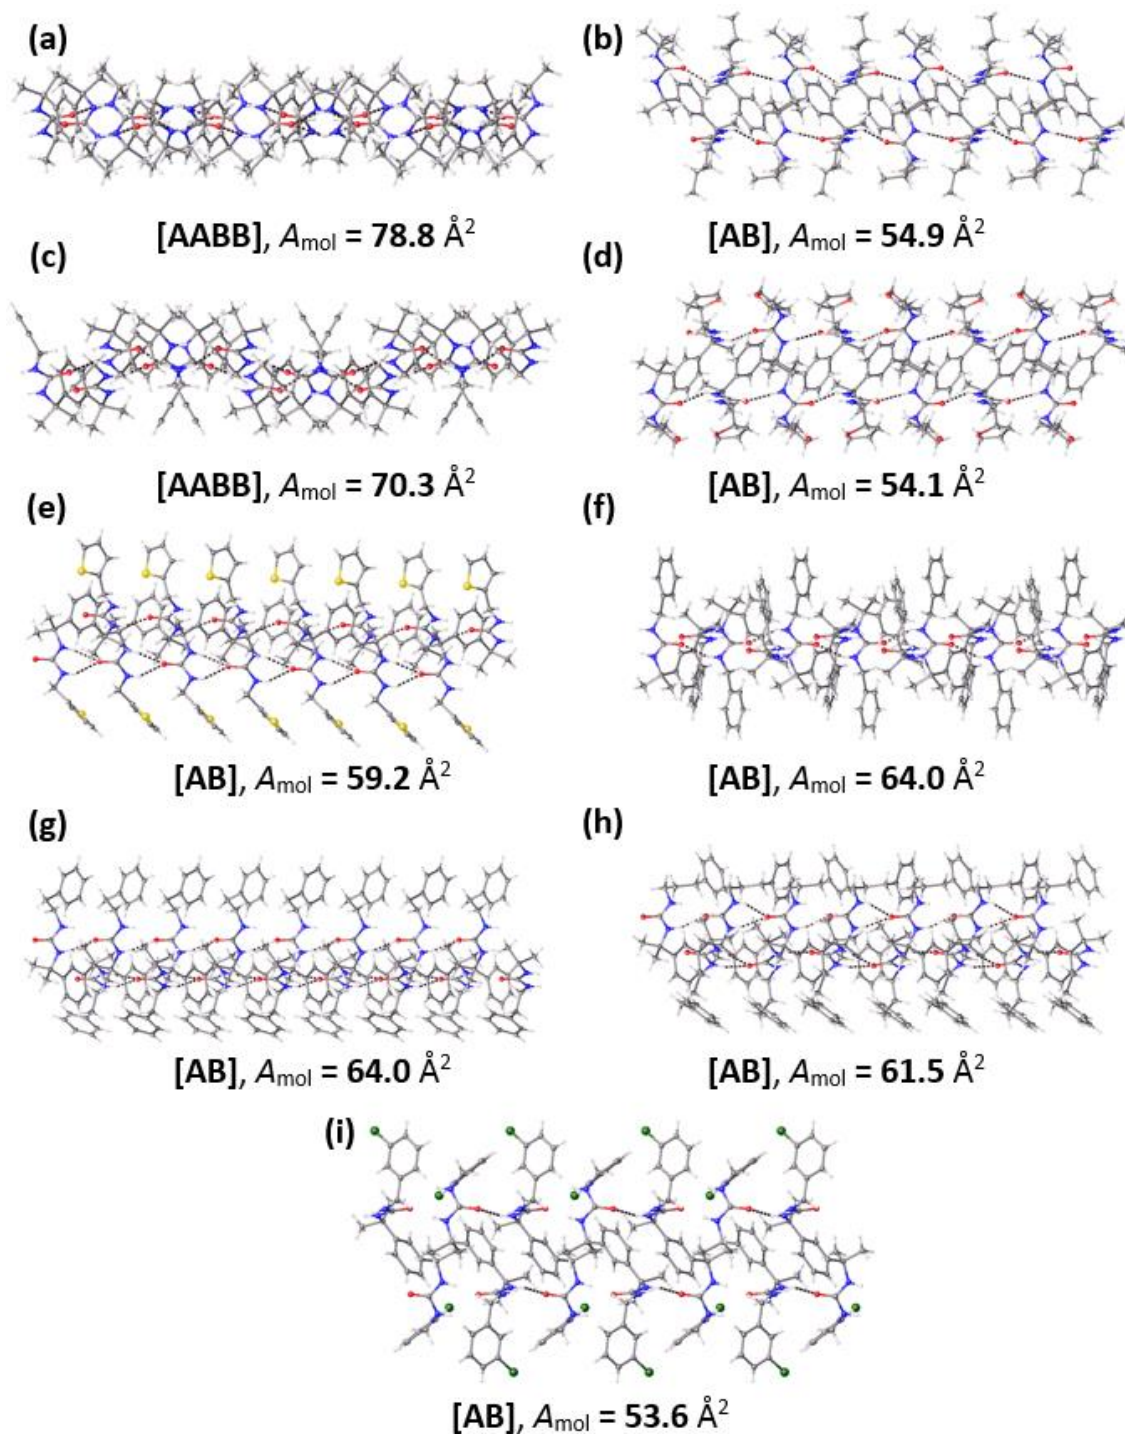 (a)
(b)
[AABB], Amol = 78.8 Å²
[AB], Amol = 54.9 Å²
(c)
(d)
[AABB], Amol = 70.3 Å²
[AB], Amol = 54.1 Å²
(e)
(f)
[AB], Amol = 59.2 Å²
[AB], Amol = 64.0 Å²
(g)
(h)
[AB], Amol = 64.0 Å²
[AB], Amol = 61.5 Å²
(i)
[AB], Amol = 53.6 Å²